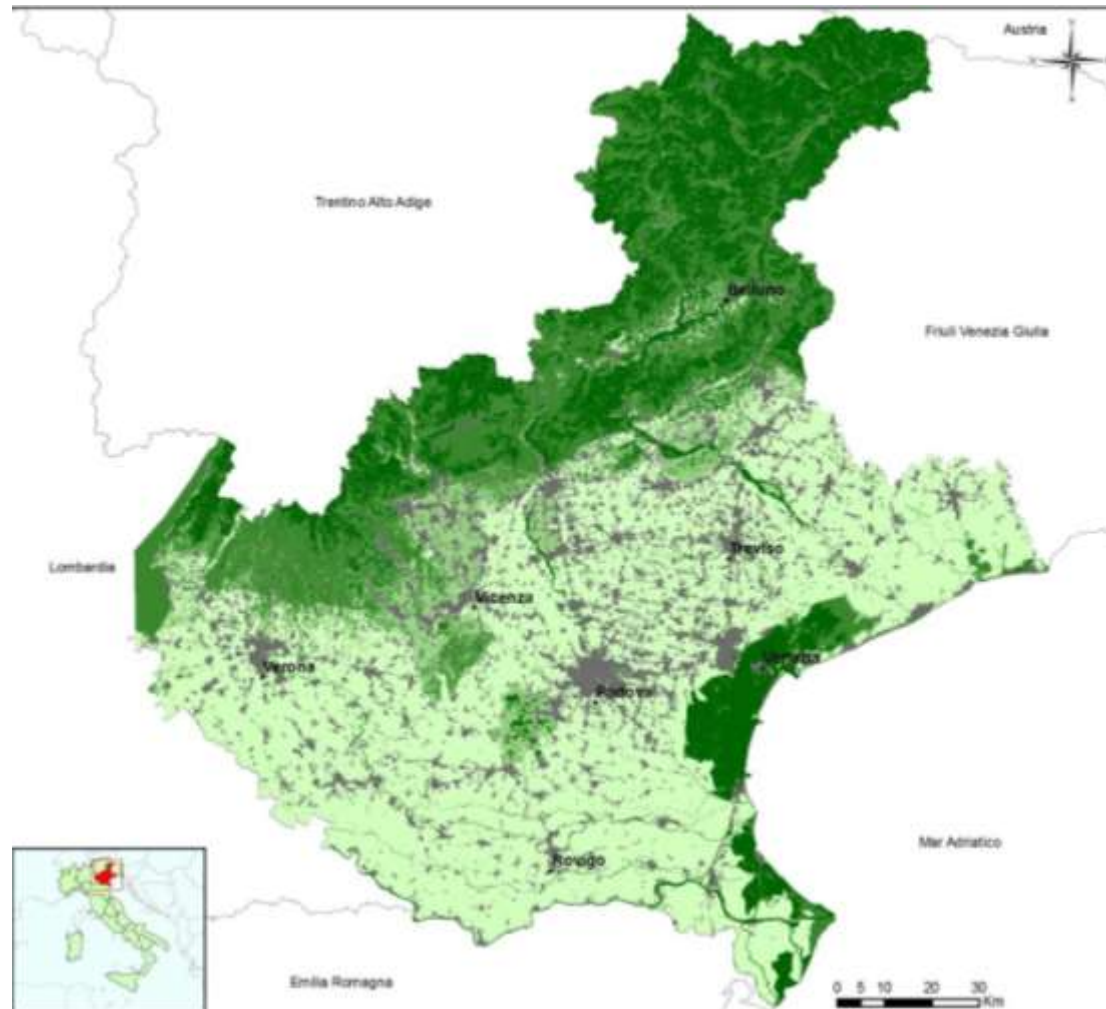 Austria
Trentino Alto Adige
Belluno
Friuli Venezia Giulia
Treviso
Lombardia
Vicenza
Venezia
Verona
Padova
Mar Adriatico
Rovigo
Emilia Romagna
0 5 10 20 30
Km